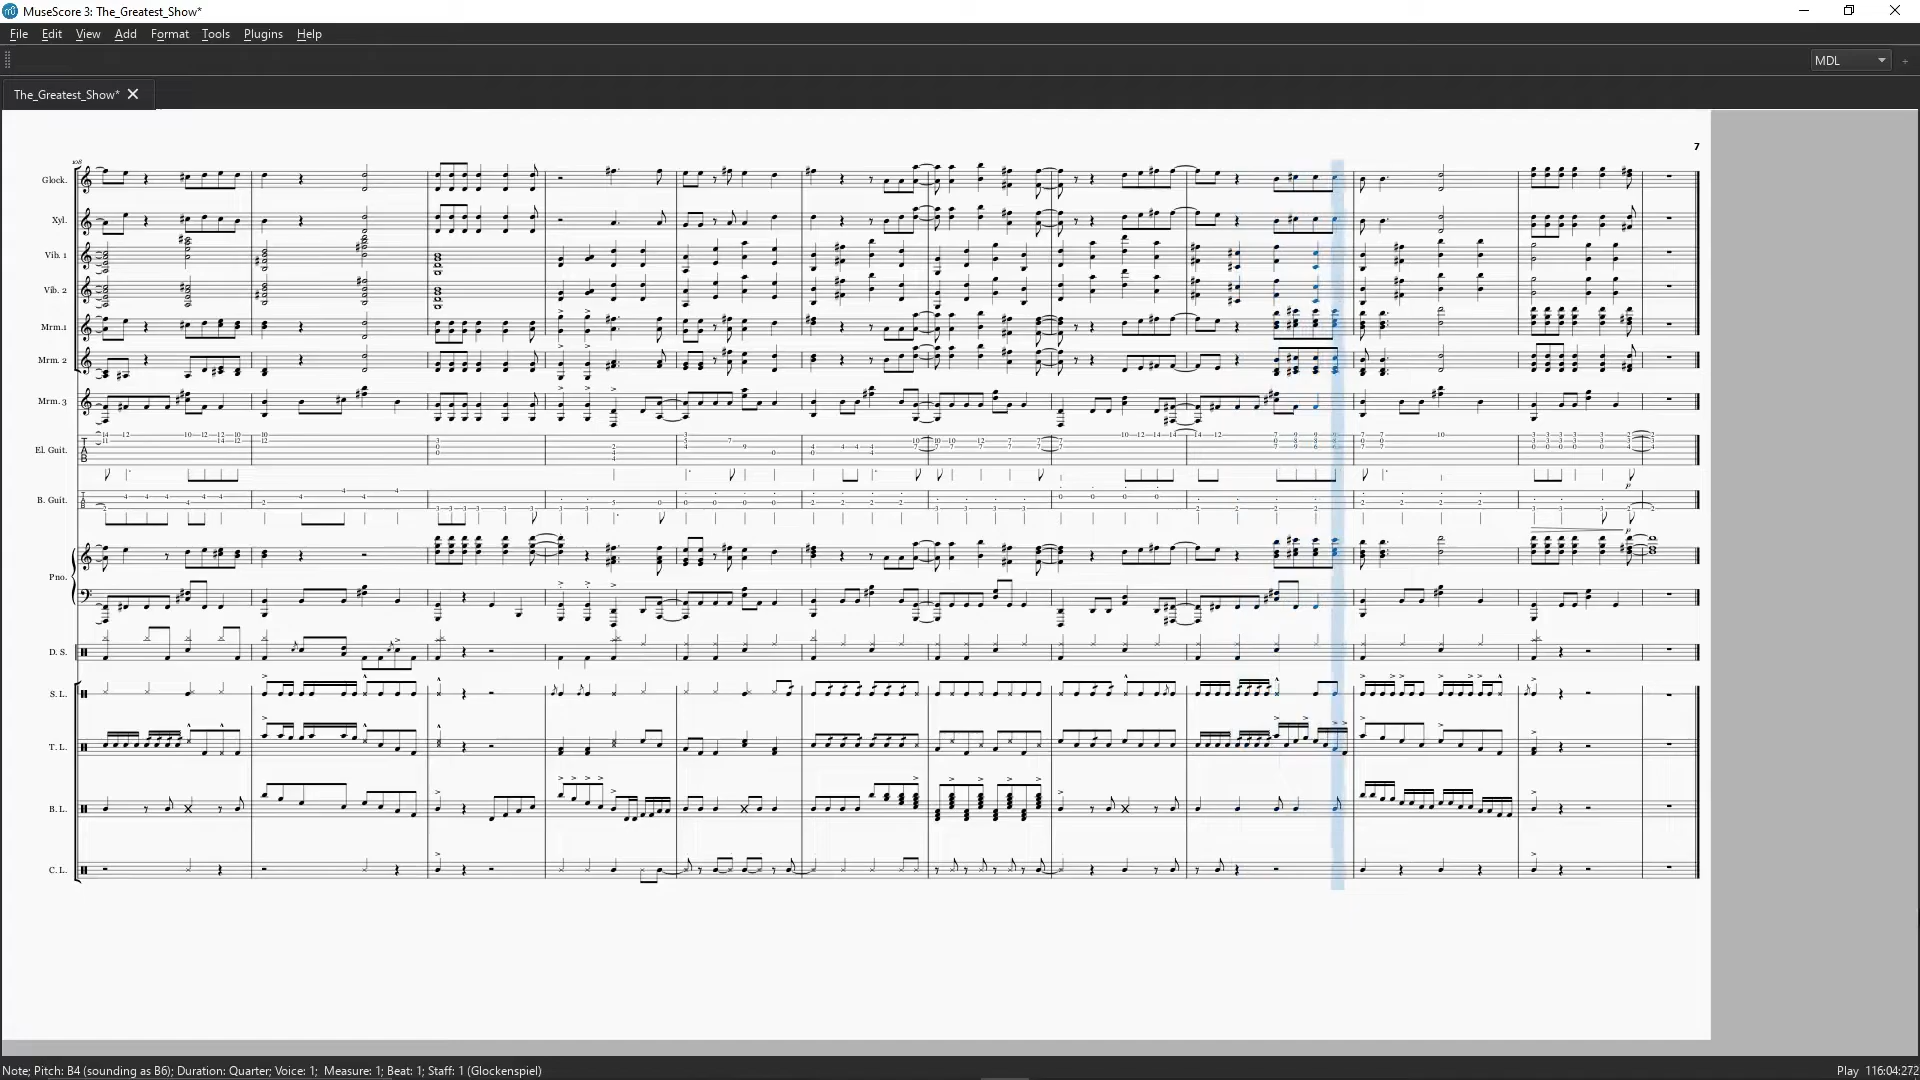 MuseScore 3: The_Greatest_Show*
File Edit View Add Format Tools Plugins Help
MDL
The_Greatest_Show*
7
108
Glock.
Xyl.
Vib. 1
Vib. 2
Mrm.1
Mrm. 2
Mrm. 3
El. Guit.
B. Guit.
Pno.
D. S.
S. L.
T. L.
B. L.
C. L.
Note; Pitch: B4 (sounding as B6); Duration: Quarter; Voice: 1; Measure: 1; Beat: 1; Staff: 1 (Glockenspiel)
Play 116:04:272